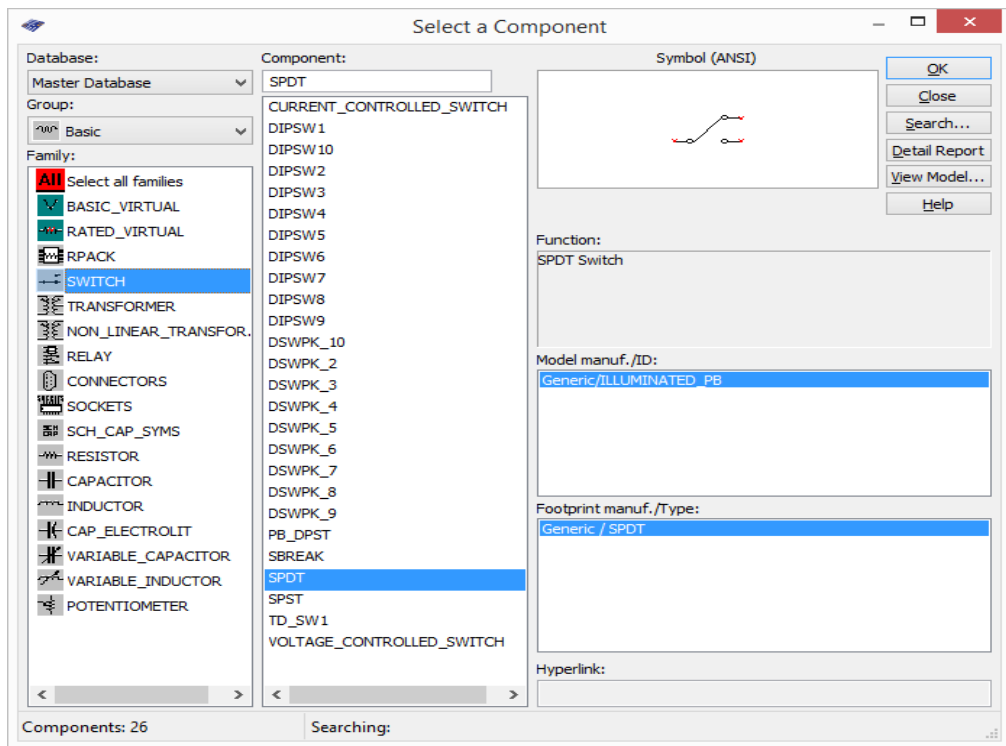 Select a Component
Database:
Master Database
Group:
Basic
Family:
All Select all families
BASIC_VIRTUAL
RATED_VIRTUAL
RPACK
SWITCH
TRANSFORMER
NON_LINEAR_TRANSFOR.
RELAY
CONNECTORS
SOCKETS
SCH_CAP_SYMS
RESISTOR
CAPACITOR
INDUCTOR
CAP_ELECTROLIT
VARIABLE_CAPACITOR
VARIABLE_INDUCTOR
POTENTIOMETER
Component:
SPDT
CURRENT_CONTROLLED_SWITCH
DIPSW1
DIPSW10
DIPSW2
DIPSW3
DIPSW4
DIPSW5
DIPSW6
DIPSW7
DIPSW8
DIPSW9
DSWPK_10
DSWPK_2
DSWPK_3
DSWPK_4
DSWPK_5
DSWPK_6
DSWPK_7
DSWPK_8
DSWPK_9
PB_DPST
SBREAK
SPDT
SPST
TD_SW1
VOLTAGE_CONTROLLED_SWITCH
Symbol (ANSI)
OK
Close
Search...
Detail Report
View Model...
Help
Function:
SPDT Switch
Model manuf./ID:
Generic/ILLUMINATED_PB
Footprint manuf./Type:
Generic / SPDT
Hyperlink:
Components: 26
Searching: